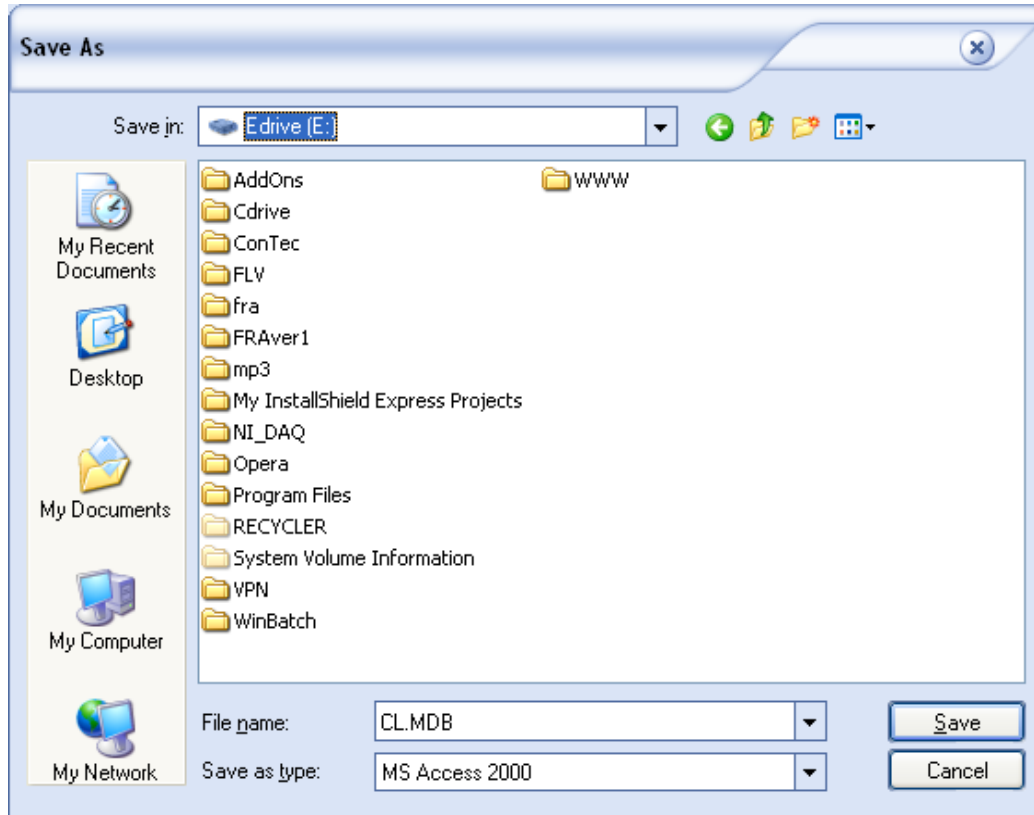 Save As
Save in: Edrive (E:)
My Recent
Documents
Desktop
My Documents
My Computer
My Network
AddOns
Cdrive
ConTec
FLV
fra
FRAver1
mp3
My InstallShield Express Projects
NI_DAQ
Opera
Program Files
RECYCLER
System Volume Information
VPN
WinBatch
WWW
File name: CL.MDB Save
Save as type: MS Access 2000 Cancel